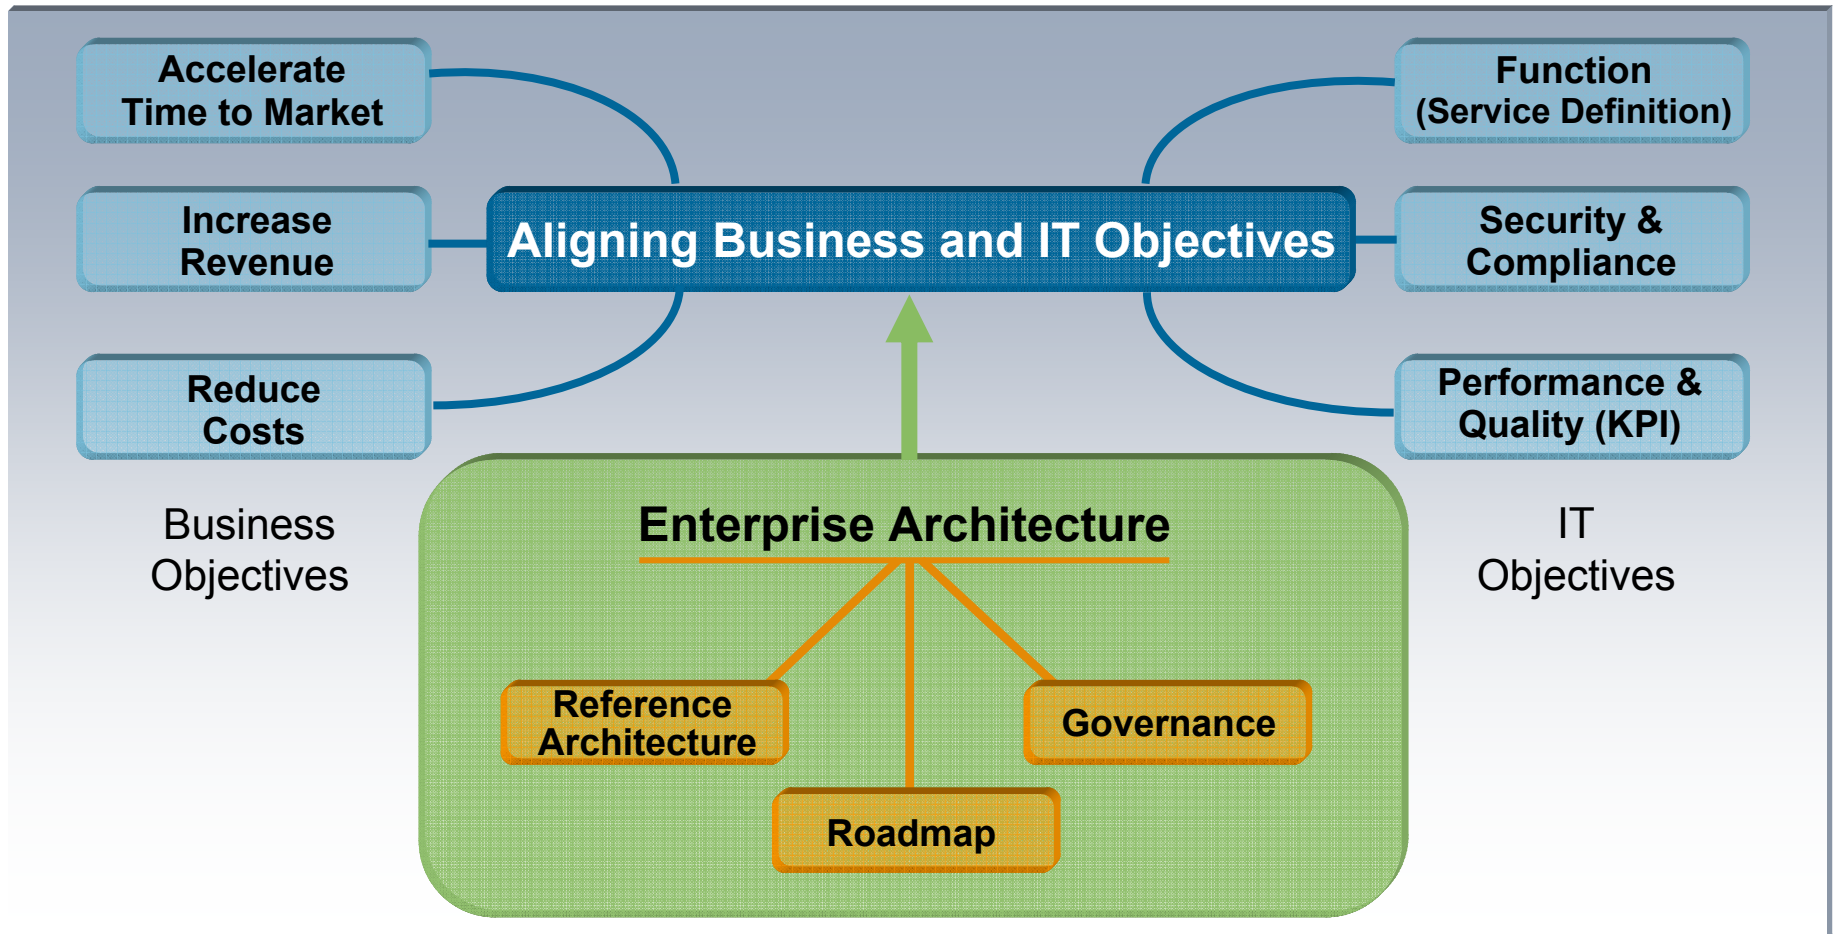 Accelerate
Time to Market
Increase
Revenue
Reduce
Costs
Business
Objectives
Aligning Business and IT Objectives
Function
(Service Definition)
Security &
Compliance
Performance &
Quality (KPI)
IT
Objectives
Enterprise Architecture
Reference
Architecture
Roadmap
Governance